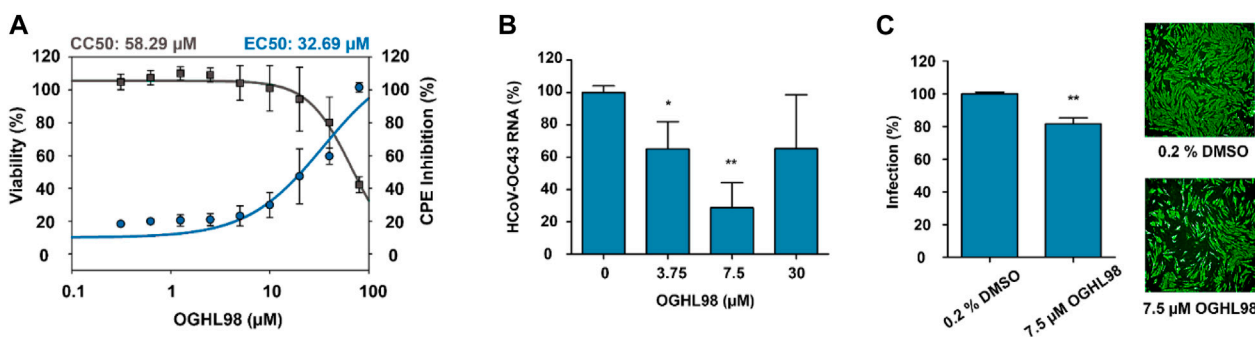 A
CC50: 58.29 µM
EC50: 32.69 µM
Viability (%)
120
100
80
60
40
20
0
120
100
80
60
40
20
0
CPE Inhibition (%)
0.1
1
10
100
OGHL98 (µM)
B
HCoV-OC43 RNA (%)
120
100
80
60
40
20
0
*
**
0
3.75
7.5
30
OGHL98 (µM)
C
Infection (%)
120
100
80
60
40
20
0
**
0.2 % DMSO
7.5 µM OGHL98
0.2 % DMSO
7.5 µM OGHL98